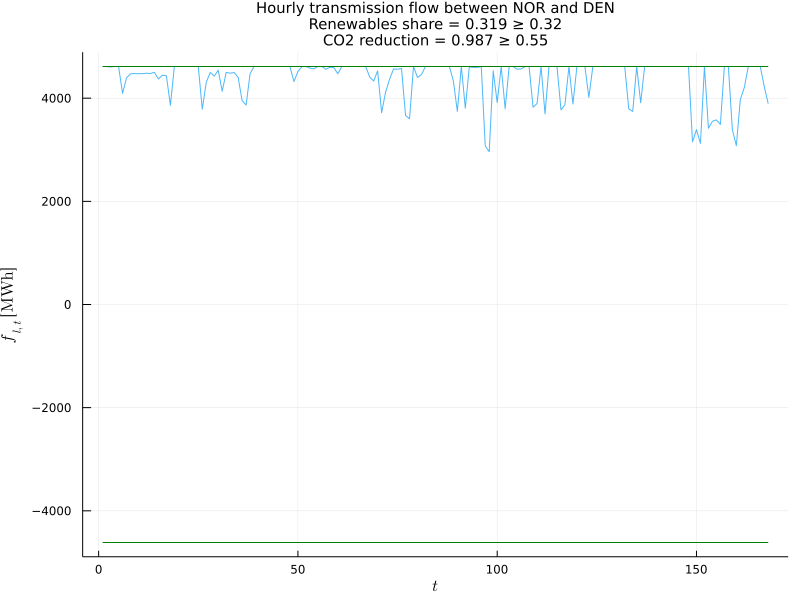 Hourly transmission flow between NOR and DEN
Renewables share = 0.319 ≥ 0.32
CO2 reduction = 0.987 ≥ 0.55
4000
2000
0
−2000
−4000
f l,t [MWh]
0 50 100 150
t